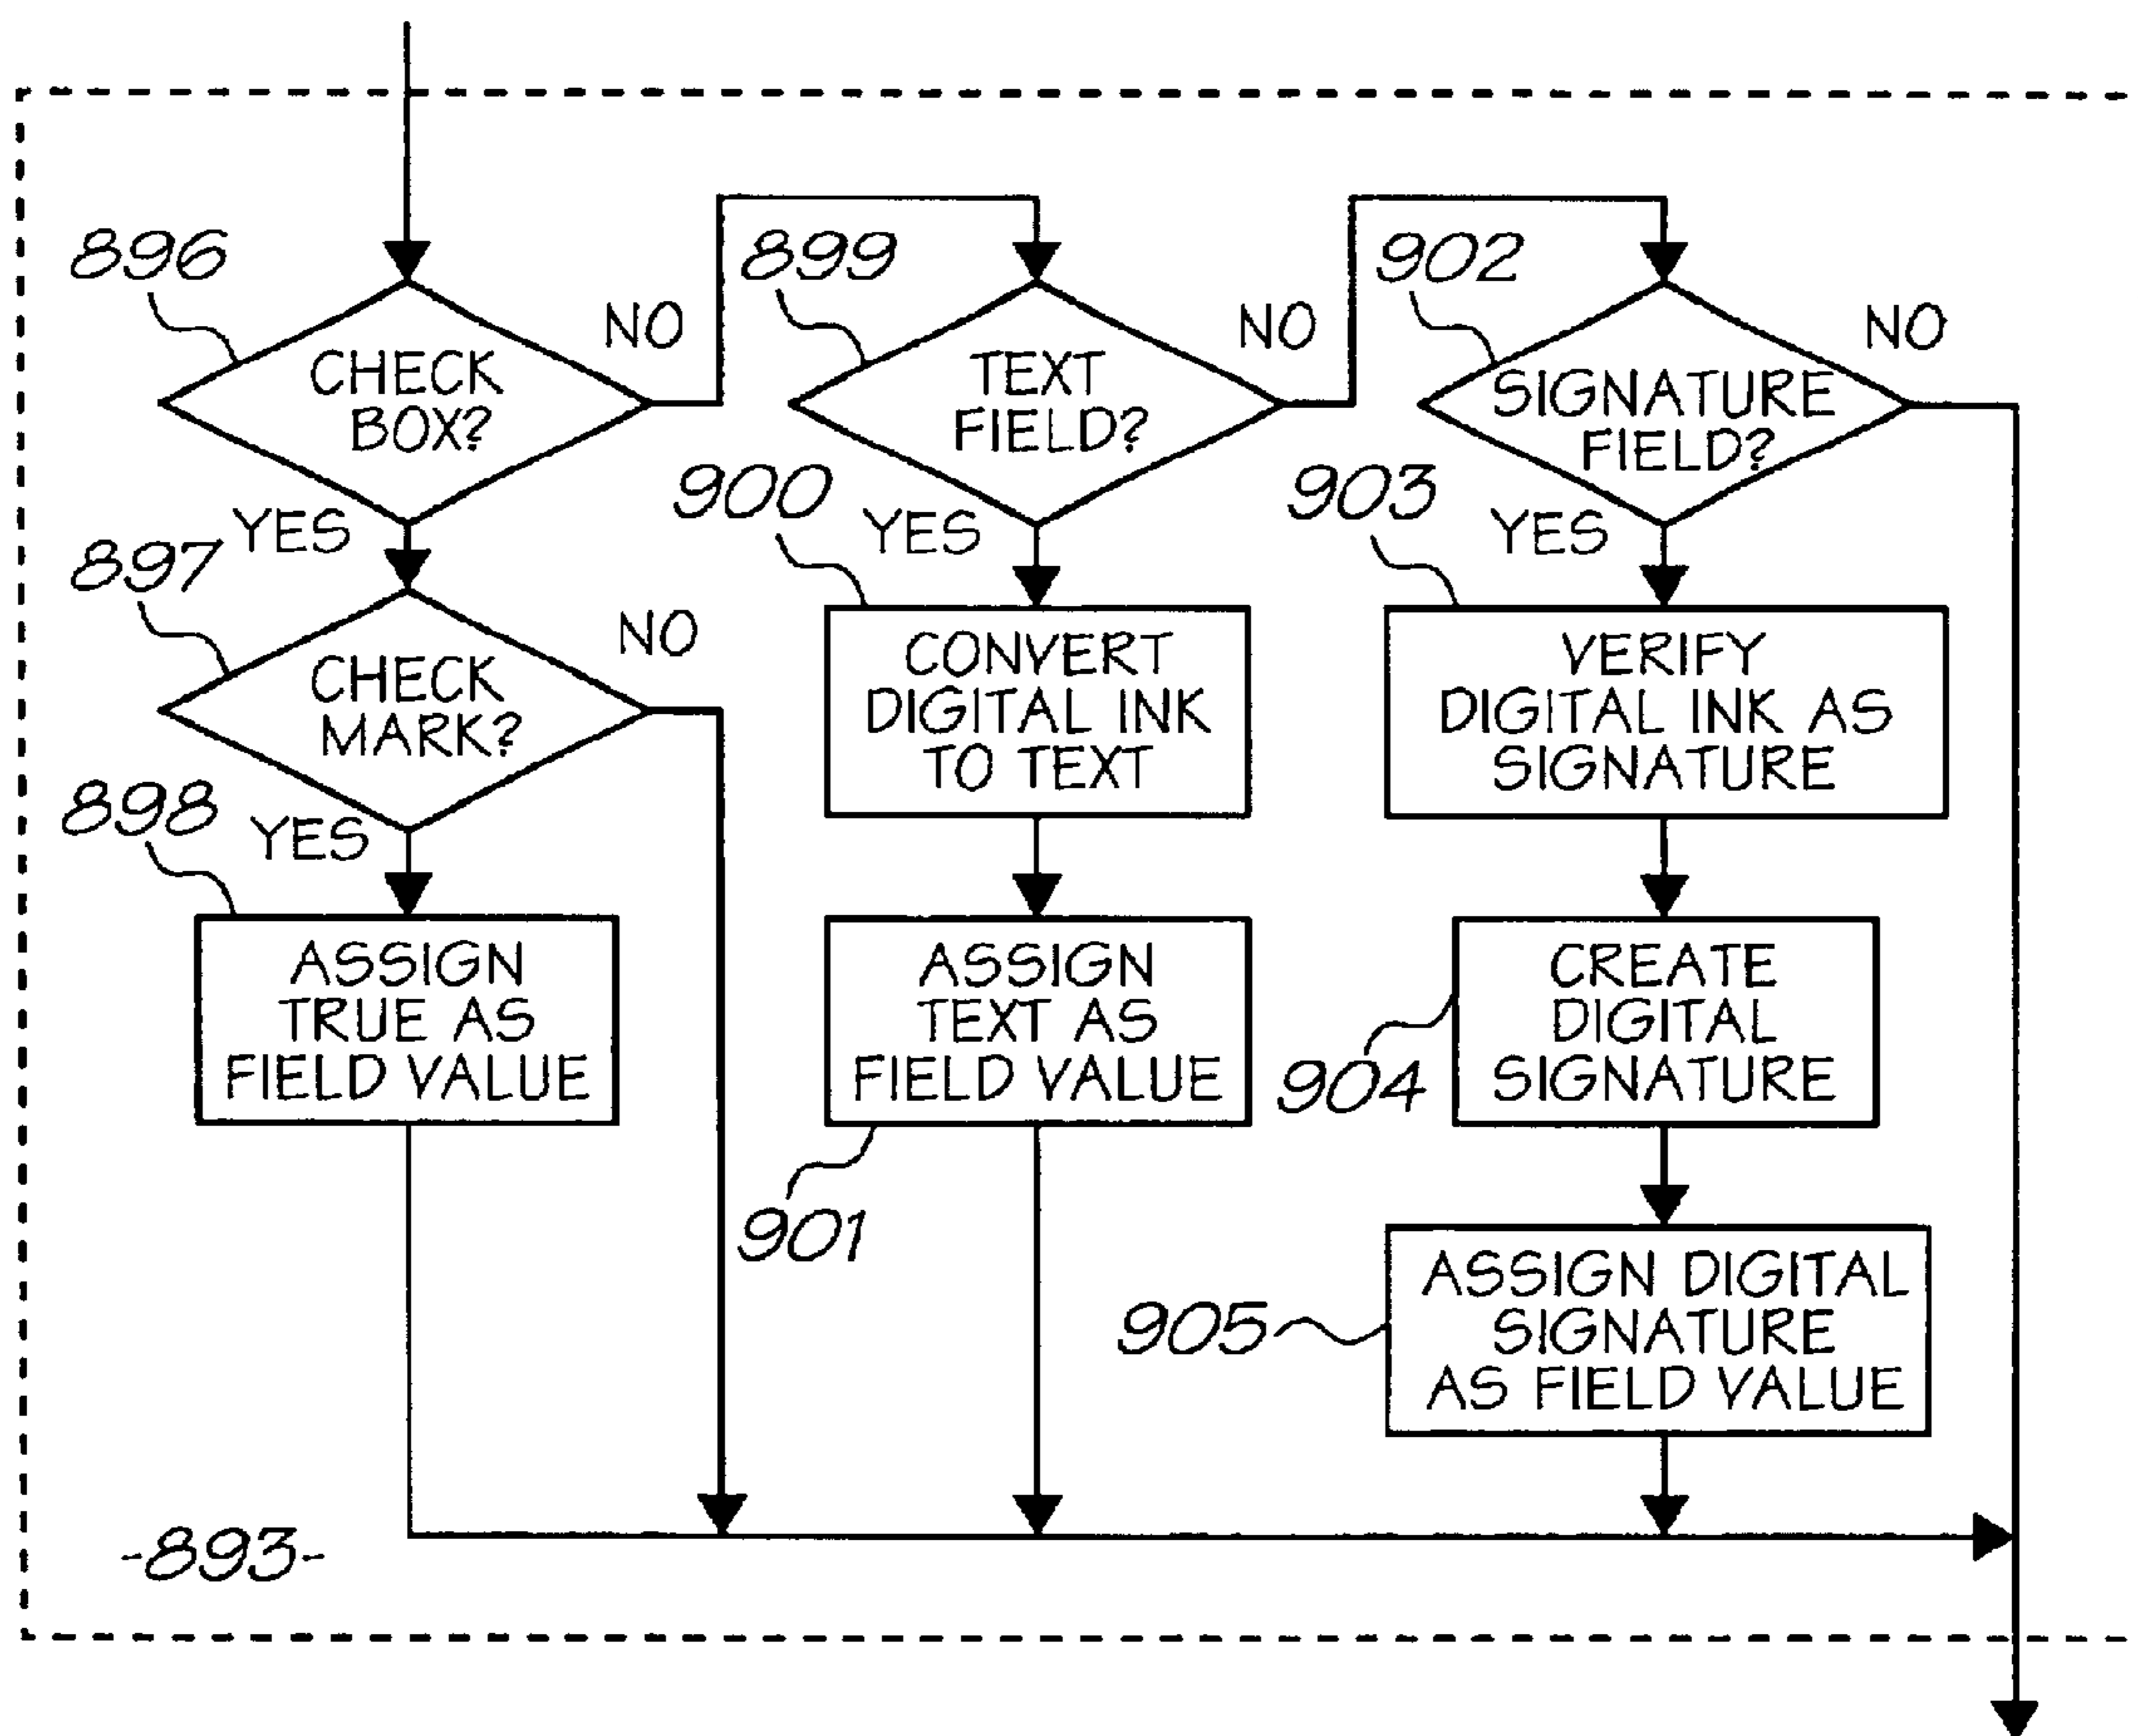 896
CHECK
BOX?
NO
YES
897
CHECK
MARK?
NO
YES
898
ASSIGN
TRUE AS
FIELD VALUE
899
TEXT
FIELD?
NO
YES
900
CONVERT
DIGITAL INK
TO TEXT
ASSIGN
TEXT AS
FIELD VALUE
901
902
SIGNATURE
FIELD?
NO
YES
903
VERIFY
DIGITAL INK AS
SIGNATURE
CREATE
DIGITAL
SIGNATURE
904
ASSIGN DIGITAL
SIGNATURE
AS FIELD VALUE
905
-893-